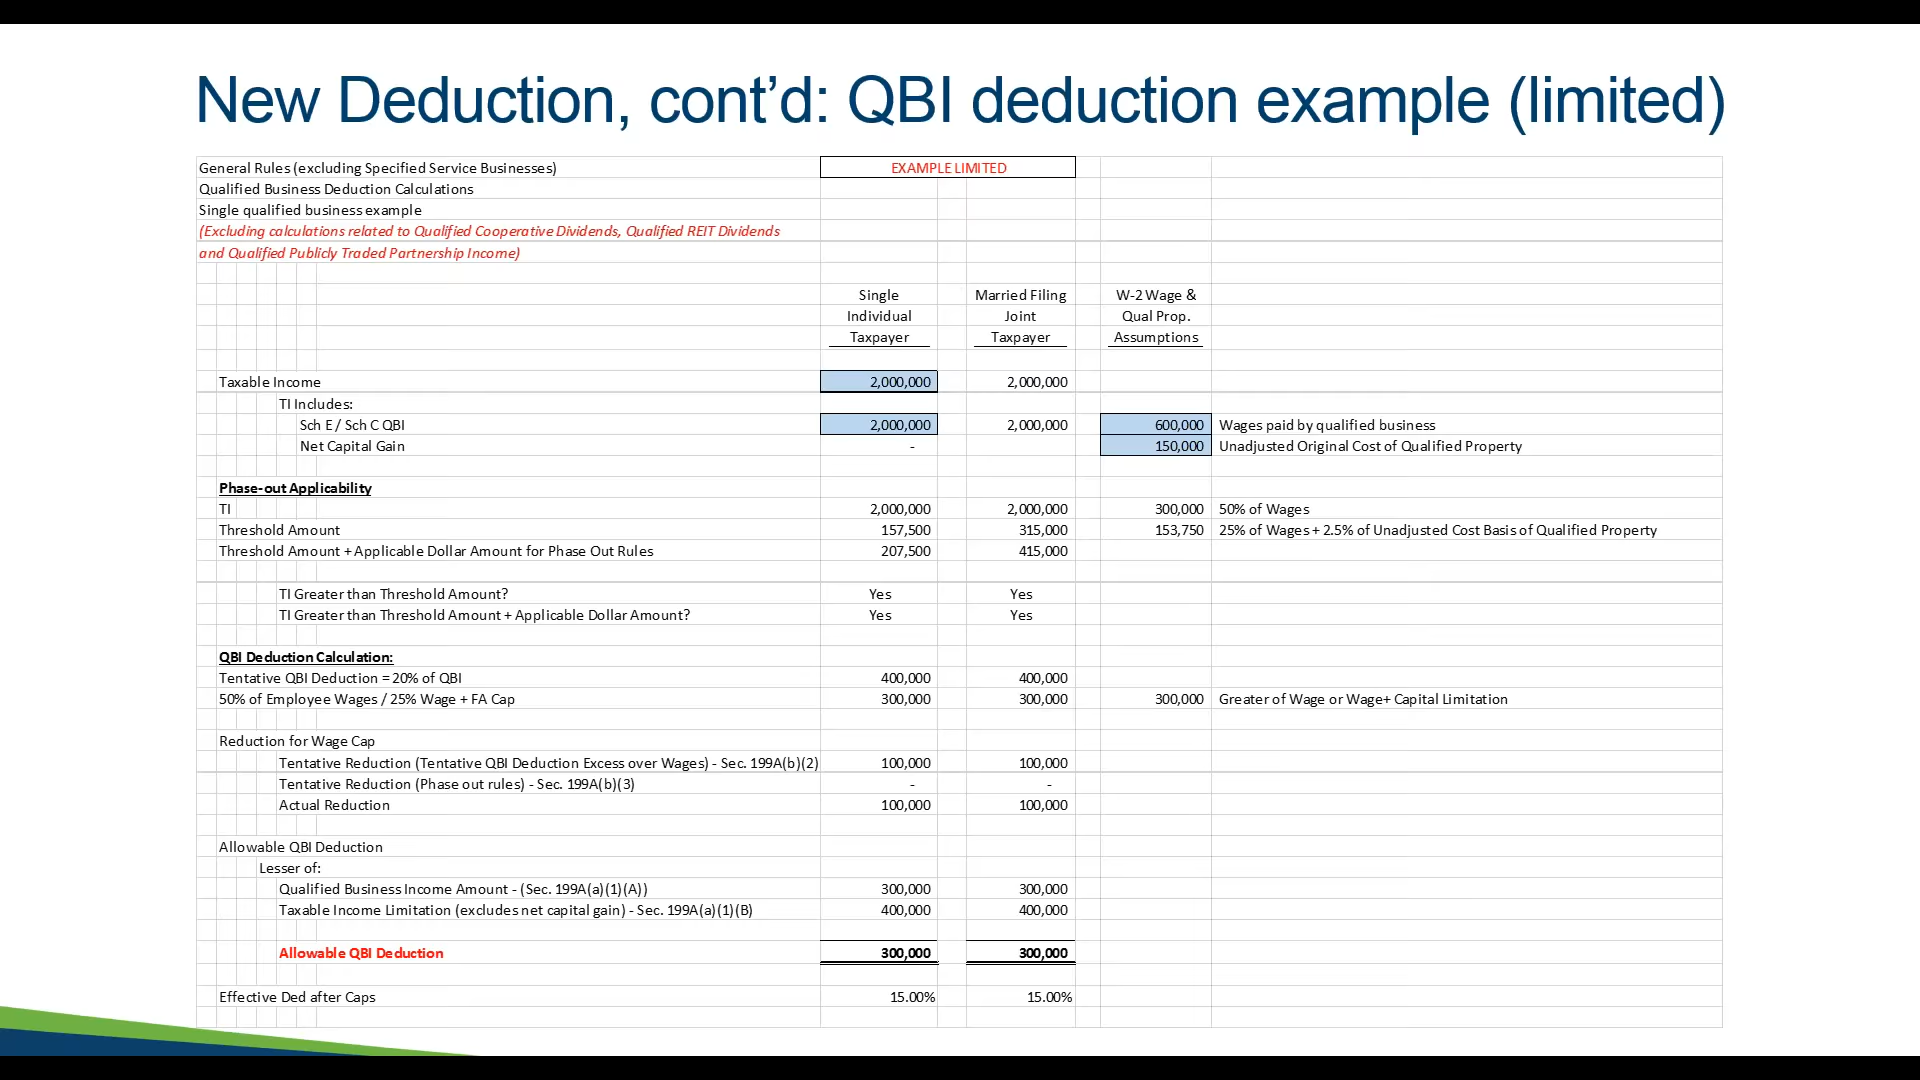 New Deduction, cont’d: QBI deduction example (limited)
General Rules (excluding Specified Service Businesses) EXAMPLE LIMITED
Qualified Business Deduction Calculations
Single qualified business example
(Excluding calculations related to Qualified Cooperative Dividends, Qualified REIT Dividends
and Qualified Publicly Traded Partnership Income)
Single Married Filing W-2 Wage &
Individual Joint Qual Prop.
Taxpayer Taxpayer Assumptions
Taxable Income 2,000,000 2,000,000
TI Includes:
Sch E / Sch C QBI 2,000,000 2,000,000 600,000 Wages paid by qualified business
Net Capital Gain - 150,000 Unadjusted Original Cost of Qualified Property
Phase-out Applicability
TI 2,000,000 2,000,000 300,000 50% of Wages
Threshold Amount 157,500 315,000 153,750 25% of Wages + 2.5% of Unadjusted Cost Basis of Qualified Property
Threshold Amount + Applicable Dollar Amount for Phase Out Rules 207,500 415,000
TI Greater than Threshold Amount? Yes Yes
TI Greater than Threshold Amount + Applicable Dollar Amount? Yes Yes
QBI Deduction Calculation:
Tentative QBI Deduction = 20% of QBI 400,000 400,000
50% of Employee Wages / 25% Wage + FA Cap 300,000 300,000 300,000 Greater of Wage or Wage+ Capital Limitation
Reduction for Wage Cap
Tentative Reduction (Tentative QBI Deduction Excess over Wages) - Sec. 199A(b)(2) 100,000 100,000
Tentative Reduction (Phase out rules) - Sec. 199A(b)(3) - -
Actual Reduction 100,000 100,000
Allowable QBI Deduction
Lesser of:
Qualified Business Income Amount - (Sec. 199A(a)(1)(A)) 300,000 300,000
Taxable Income Limitation (excludes net capital gain) - Sec. 199A(a)(1)(B) 400,000 400,000
Allowable QBI Deduction 300,000 300,000
Effective Ded after Caps 15.00% 15.00%